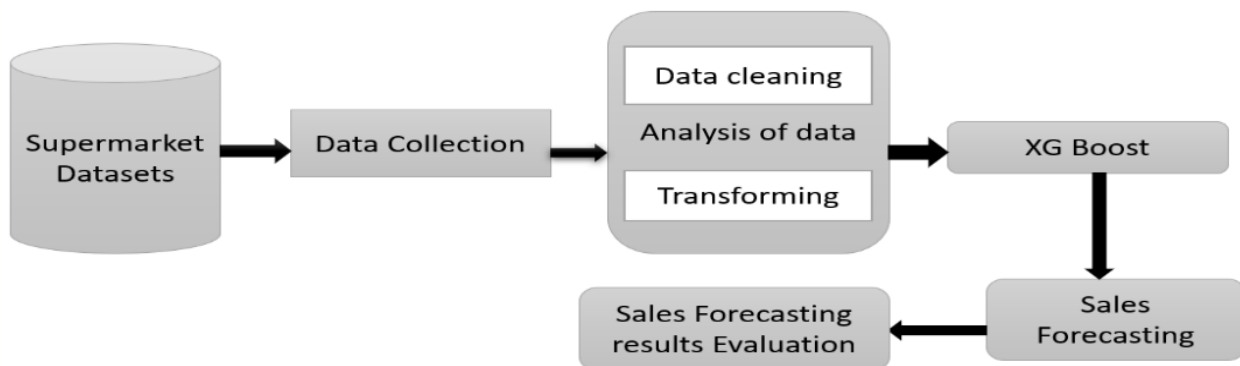 Supermarket
Datasets
Data Collection
Data cleaning
Analysis of data
Transforming
XG Boost
Sales
Forecasting
Sales Forecasting
results Evaluation